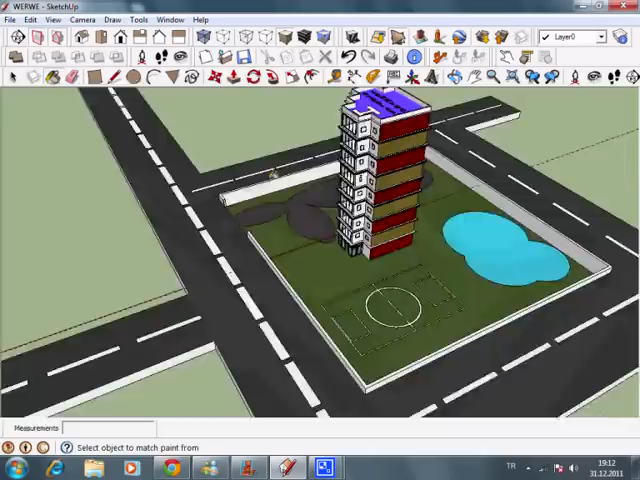 WERWE - SketchUp
File Edit View Camera Draw Tools Window Help
Layer0
Measurements
Select object to match paint from
TR
19:12
31.12.2011